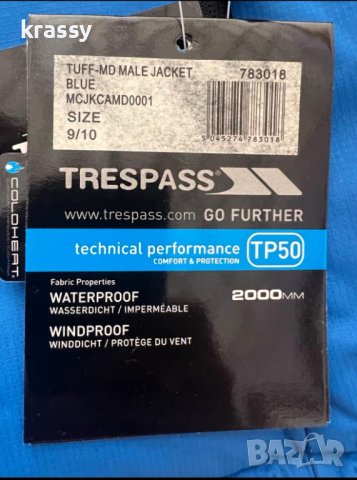 krassy
TUFF-MD MALE JACKET 783018
BLUE
MCJKCAMD0001
SIZE
9/10
5 045274 783018
TRESPASS®
www.trespass.com GO FURTHER
technical performance TP50
COMFORT & PROTECTION
Fabric Properties
WATERPROOF 2000MM
WASSERDICHT / IMPERMÉABLE
WINDPROOF
WINDDICHT / PROTÈGE DU VENT
COLDHEAT
BAZAR